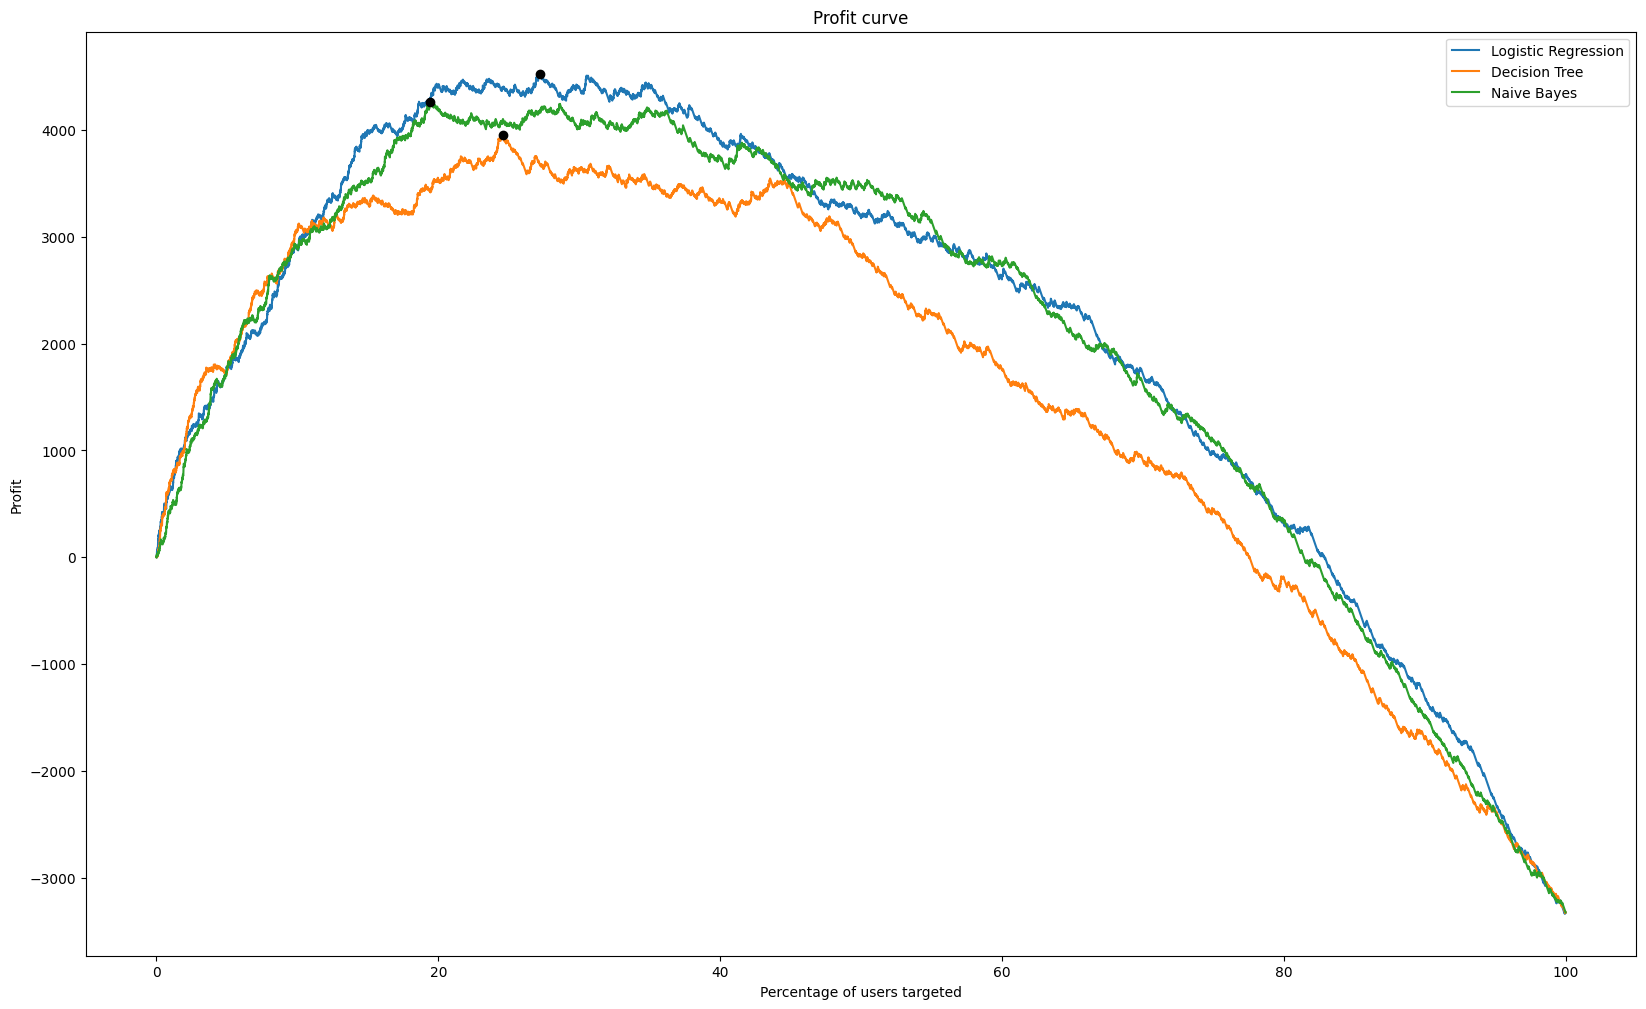 Profit curve
Logistic Regression
Decision Tree
Naive Bayes
Profit
4000
3000
2000
1000
0
−1000
−2000
−3000
0 20 40 60 80 100
Percentage of users targeted